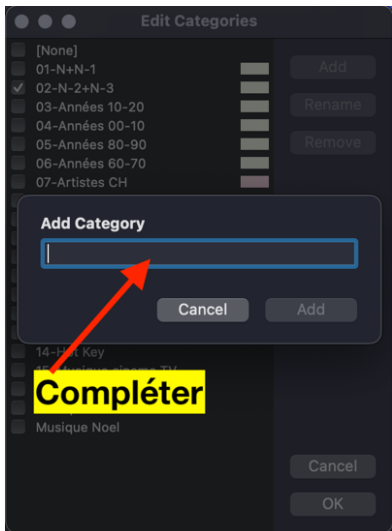 Edit Categories
[None]
01-N+N-1
Add
02-N-2+N-3
03-Années 10-20
Rename
04-Années 00-10
05-Années 80-90
Remove
06-Années 60-70
07-Artistes CH
Add Category
Cancel
Add
14-Hot Key
Compléter
Musique Noel
Cancel
OK